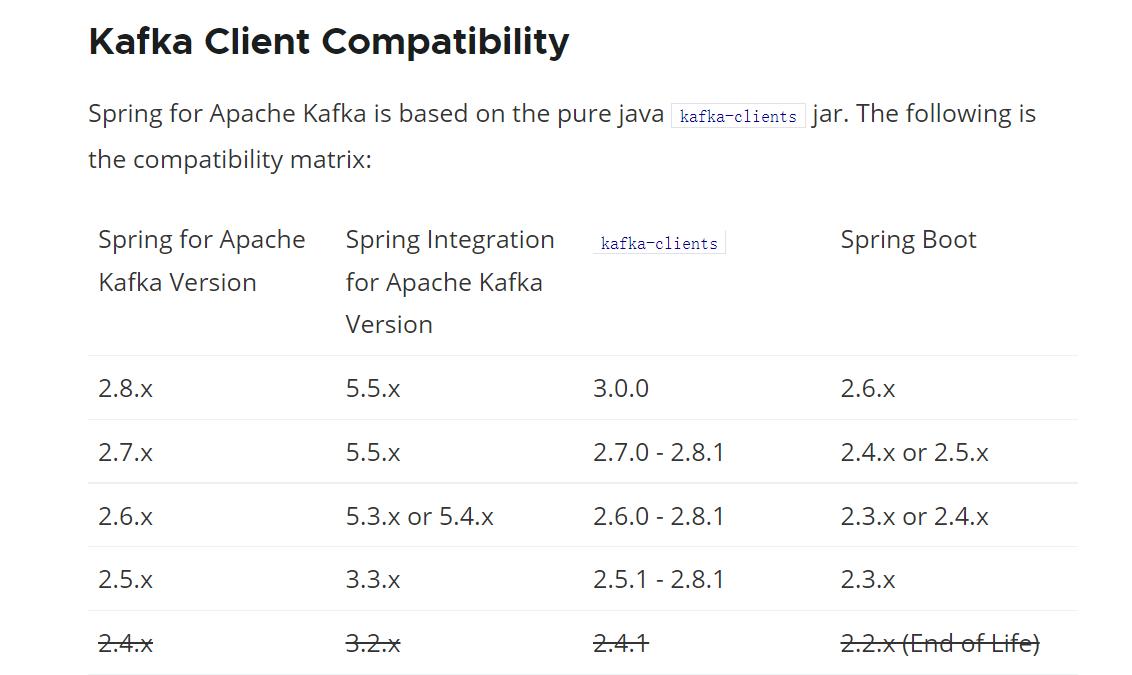 Kafka Client Compatibility
Spring for Apache Kafka is based on the pure java kafka-clients jar. The following is
the compatibility matrix:
Spring for Apache Spring Integration kafka-clients Spring Boot
Kafka Version for Apache Kafka
Version
2.8.x 5.5.x 3.0.0 2.6.x
2.7.x 5.5.x 2.7.0 - 2.8.1 2.4.x or 2.5.x
2.6.x 5.3.x or 5.4.x 2.6.0 - 2.8.1 2.3.x or 2.4.x
2.5.x 3.3.x 2.5.1 - 2.8.1 2.3.x
2.4.x 3.2.x 2.4.1 2.2.x (End of Life)